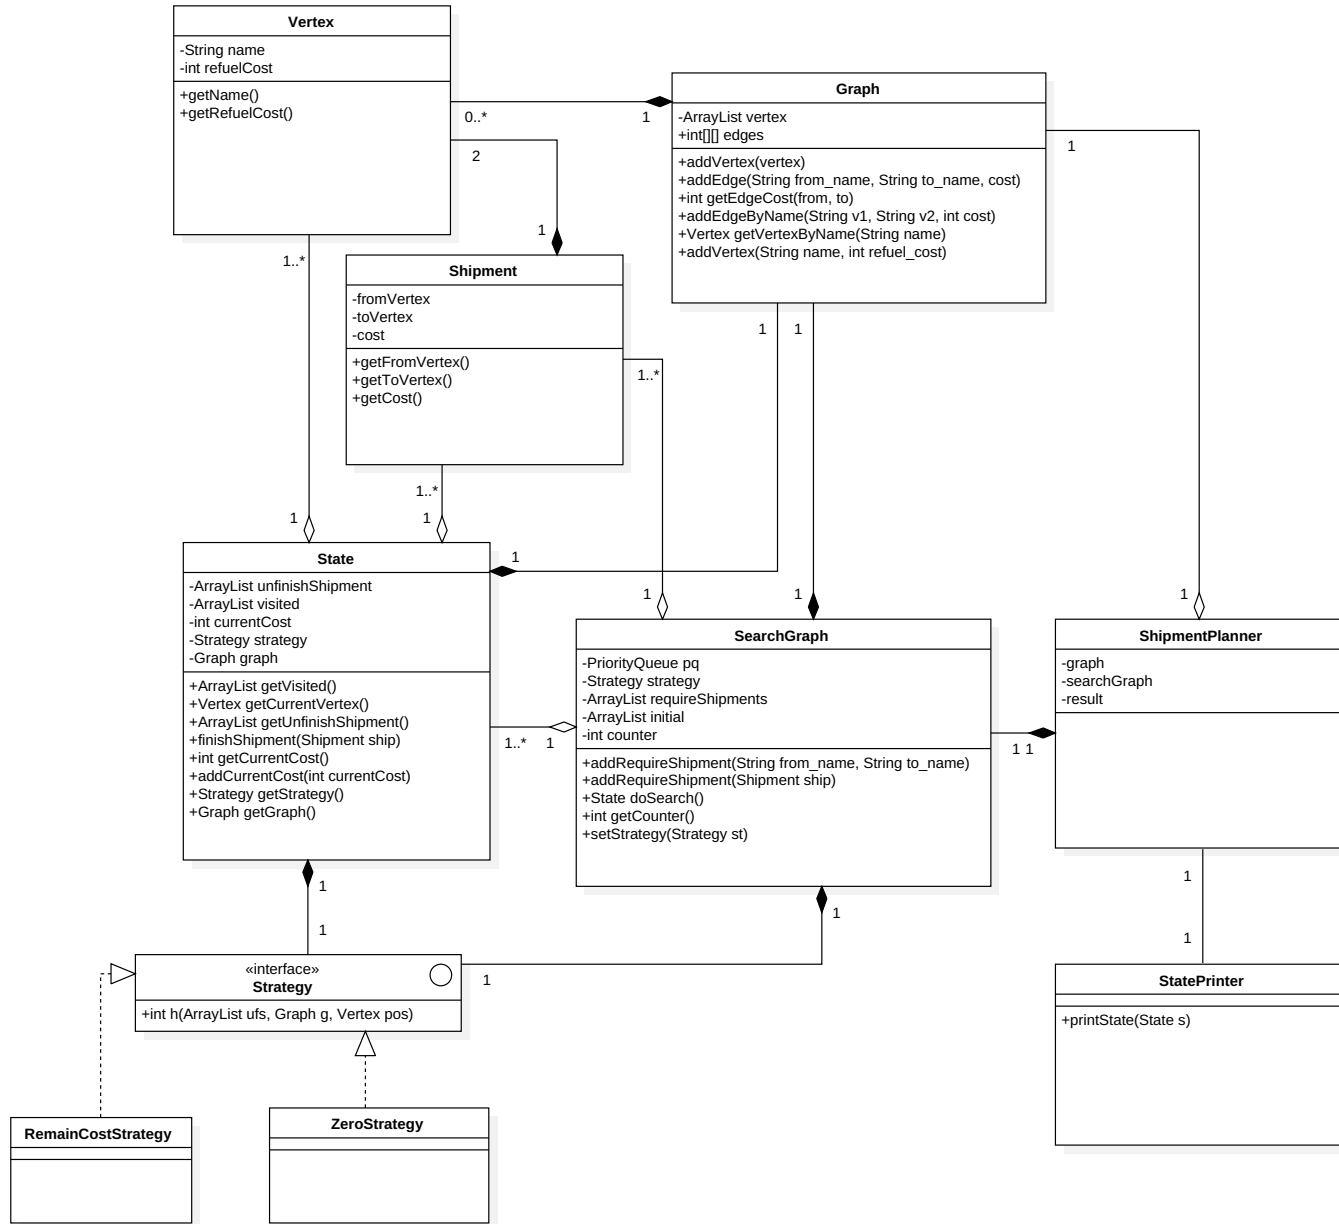 Vertex
-String name
-int refuelCost
+getName()
+getRefuelCost()
0..*
1
2
1
1..*
1
Graph
-ArrayList vertex
+int[][] edges
+addVertex(vertex)
+addEdge(String from_name, String to_name, cost)
+int getEdgeCost(from, to)
+addEdgeByName(String v1, String v2, int cost)
+Vertex getVertexByName(String name)
+addVertex(String name, int refuel_cost)
1
1
1
Shipment
-fromVertex
-toVertex
-cost
+getFromVertex()
+getToVertex()
+getCost()
1..*
1..*
1
1
1
1
1
State
-ArrayList unfinishShipment
-ArrayList visited
-int currentCost
-Strategy strategy
-Graph graph
+ArrayList getVisited()
+Vertex getCurrentVertex()
+ArrayList getUnfinishShipment()
+finishShipment(Shipment ship)
+int getCurrentCost()
+addCurrentCost(int currentCost)
+Strategy getStrategy()
+Graph getGraph()
1..*
1
SearchGraph
-PriorityQueue pq
-Strategy strategy
-ArrayList requireShipments
-ArrayList initial
-int counter
+addRequireShipment(String from_name, String to_name)
+addRequireShipment(Shipment ship)
+State doSearch()
+int getCounter()
+setStrategy(Strategy st)
1 1
ShipmentPlanner
-graph
-searchGraph
-result
1
1
1
1
1
1
«interface»
Strategy
+int h(ArrayList ufs, Graph g, Vertex pos)
StatePrinter
+printState(State s)
RemainCostStrategy
ZeroStrategy